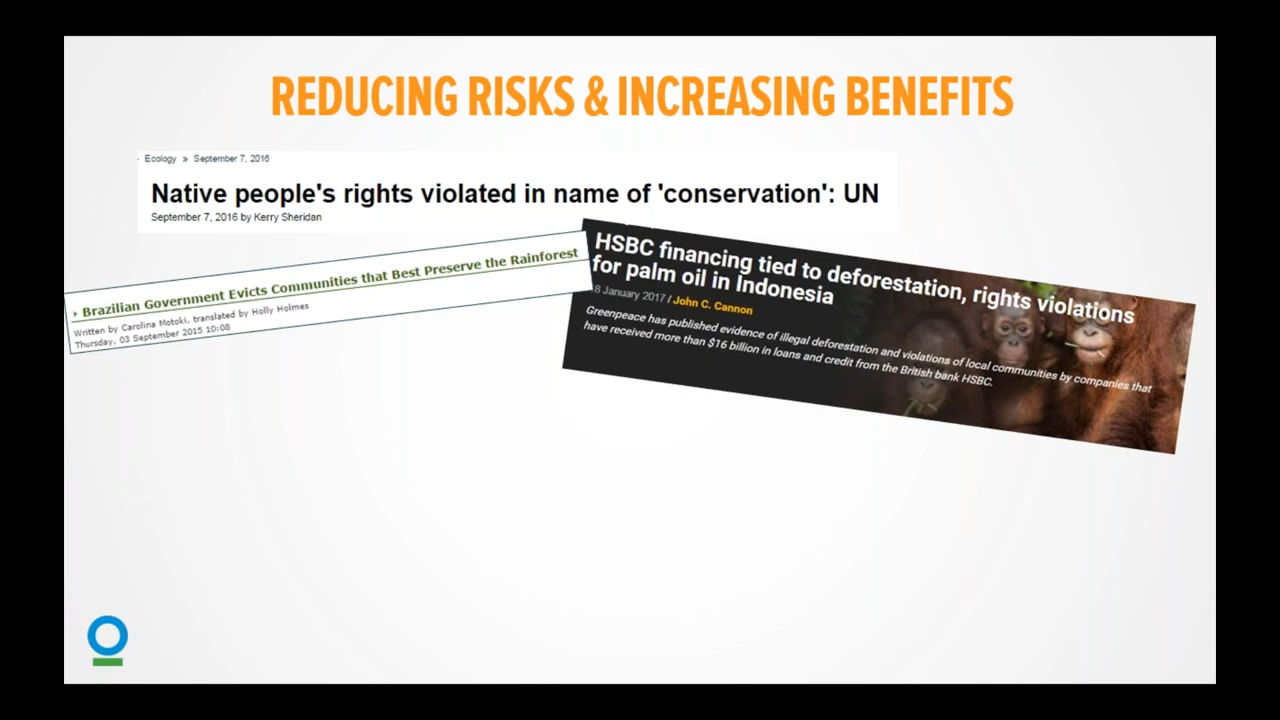 REDUCING RISKS & INCREASING BENEFITS
Ecology » September 7, 2016
Native people's rights violated in name of 'conservation': UN
September 7, 2016 by Kerry Sheridan
Brazilian Government Evicts Communities that Best Preserve the Rainforest
Written by Carolina Motoki, translated by Holly Holmes
Thursday, 03 September 2015 10:08
HSBC financing tied to deforestation, rights violations
for palm oil in Indonesia
January 2017 / John C. Cannon
Greenpeace has published evidence of illegal deforestation and violations of local communities by companies that
have received more than $16 billion in loans and credit from the British bank HSBC.